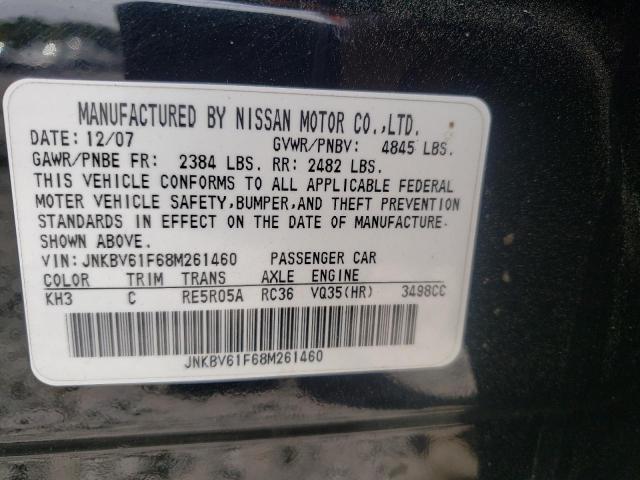 MANUFACTURED BY NISSAN MOTOR CO.,LTD.
DATE: 12/07 GVWR/PNBV: 4845 LBS.
GAWR/PNBE FR: 2384 LBS. RR: 2482 LBS.
THIS VEHICLE CONFORMS TO ALL APPLICABLE FEDERAL
MOTER VEHICLE SAFETY,BUMPER,AND THEFT PREVENTION
STANDARDS IN EFFECT ON THE DATE OF MANUFACTURE
SHOWN ABOVE.
VIN: JNKBV61F68M261460 PASSENGER CAR
COLOR TRIM TRANS AXLE ENGINE
KH3 C RE5R05A RC36 VQ35(HR) 3498CC
JNKBV61F68M261460